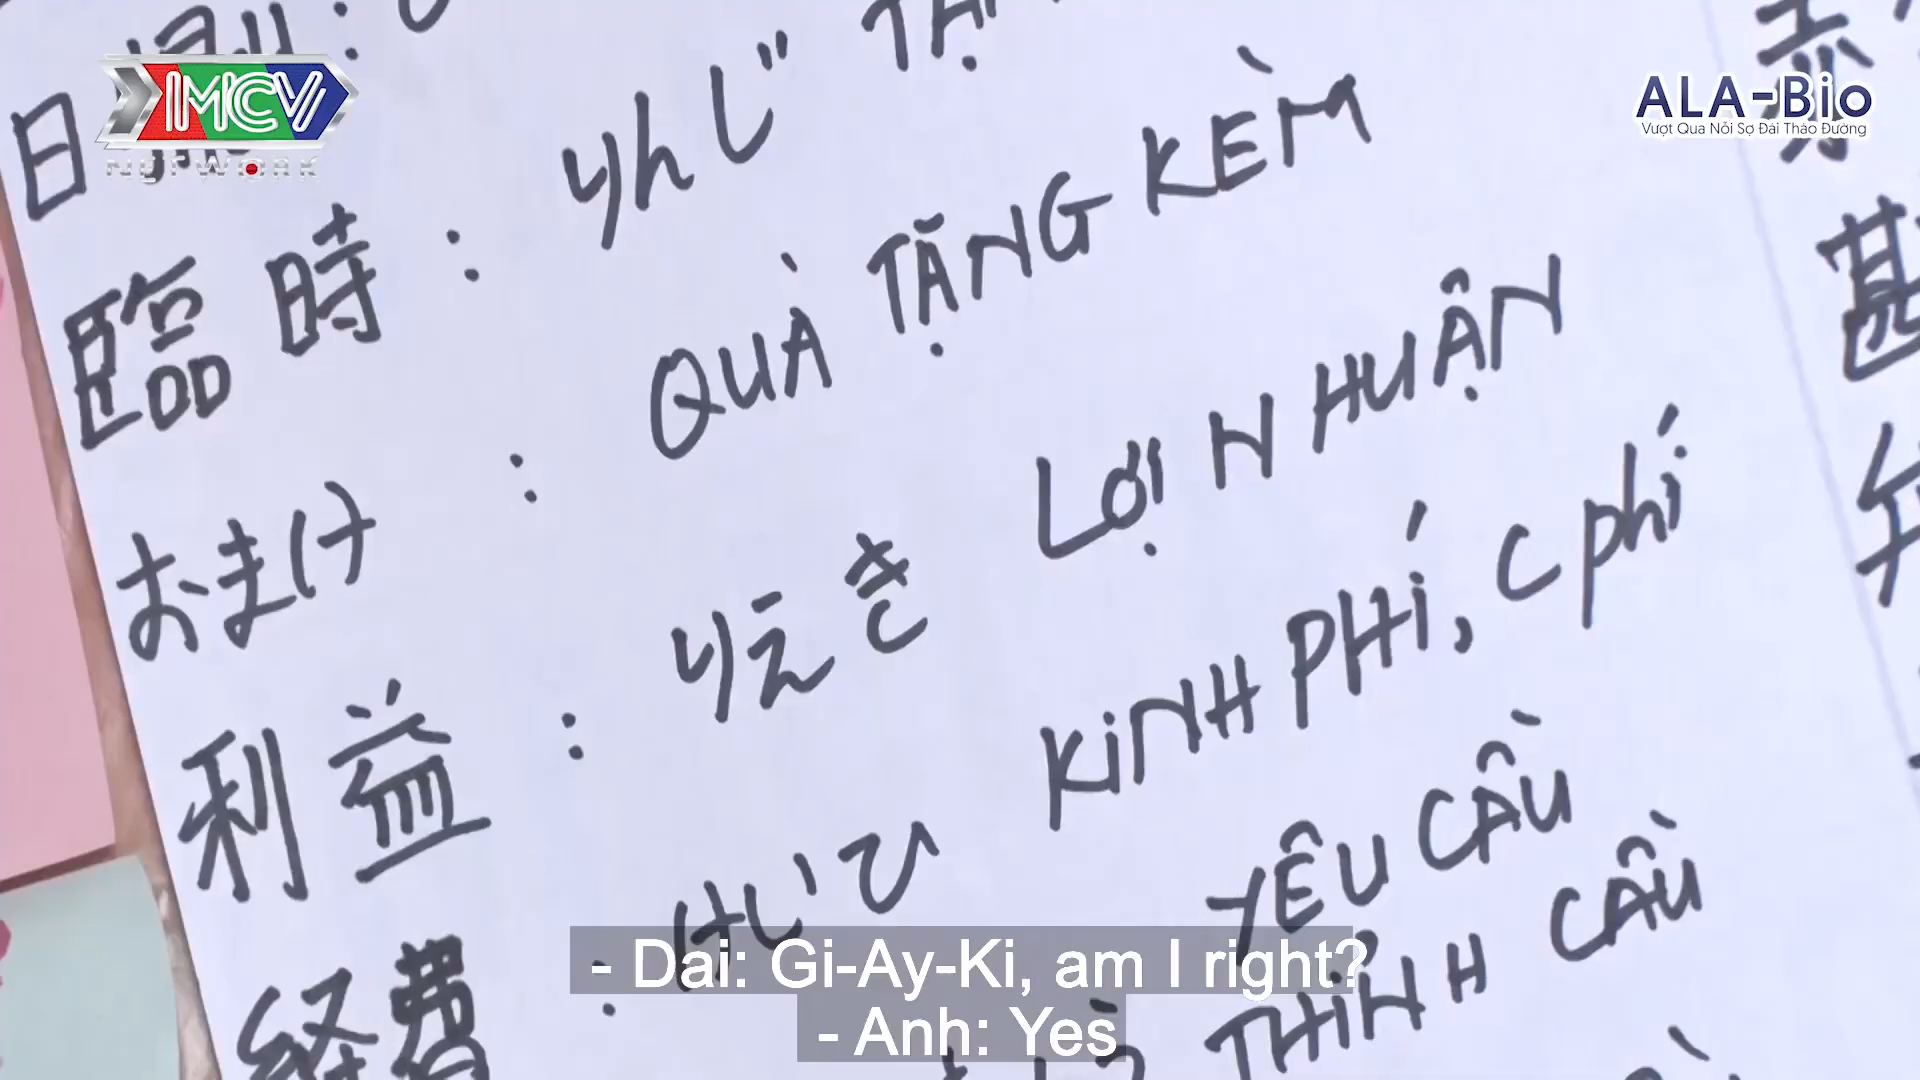 MCV
NETWORK
ALA-Bio
Vượt Qua Nỗi Sợ Đái Tháo Đường
臨時 : りんじ
おまけ : QUÀ TẶNG KÈM
利益 : りえき LỢI NHUẬN
経費 : けいひ KINH PHÍ, C phí
YÊU CẦU
THỈNH CẦU
甚
- Dai: Gi-Ay-Ki, am I right?
- Anh: Yes